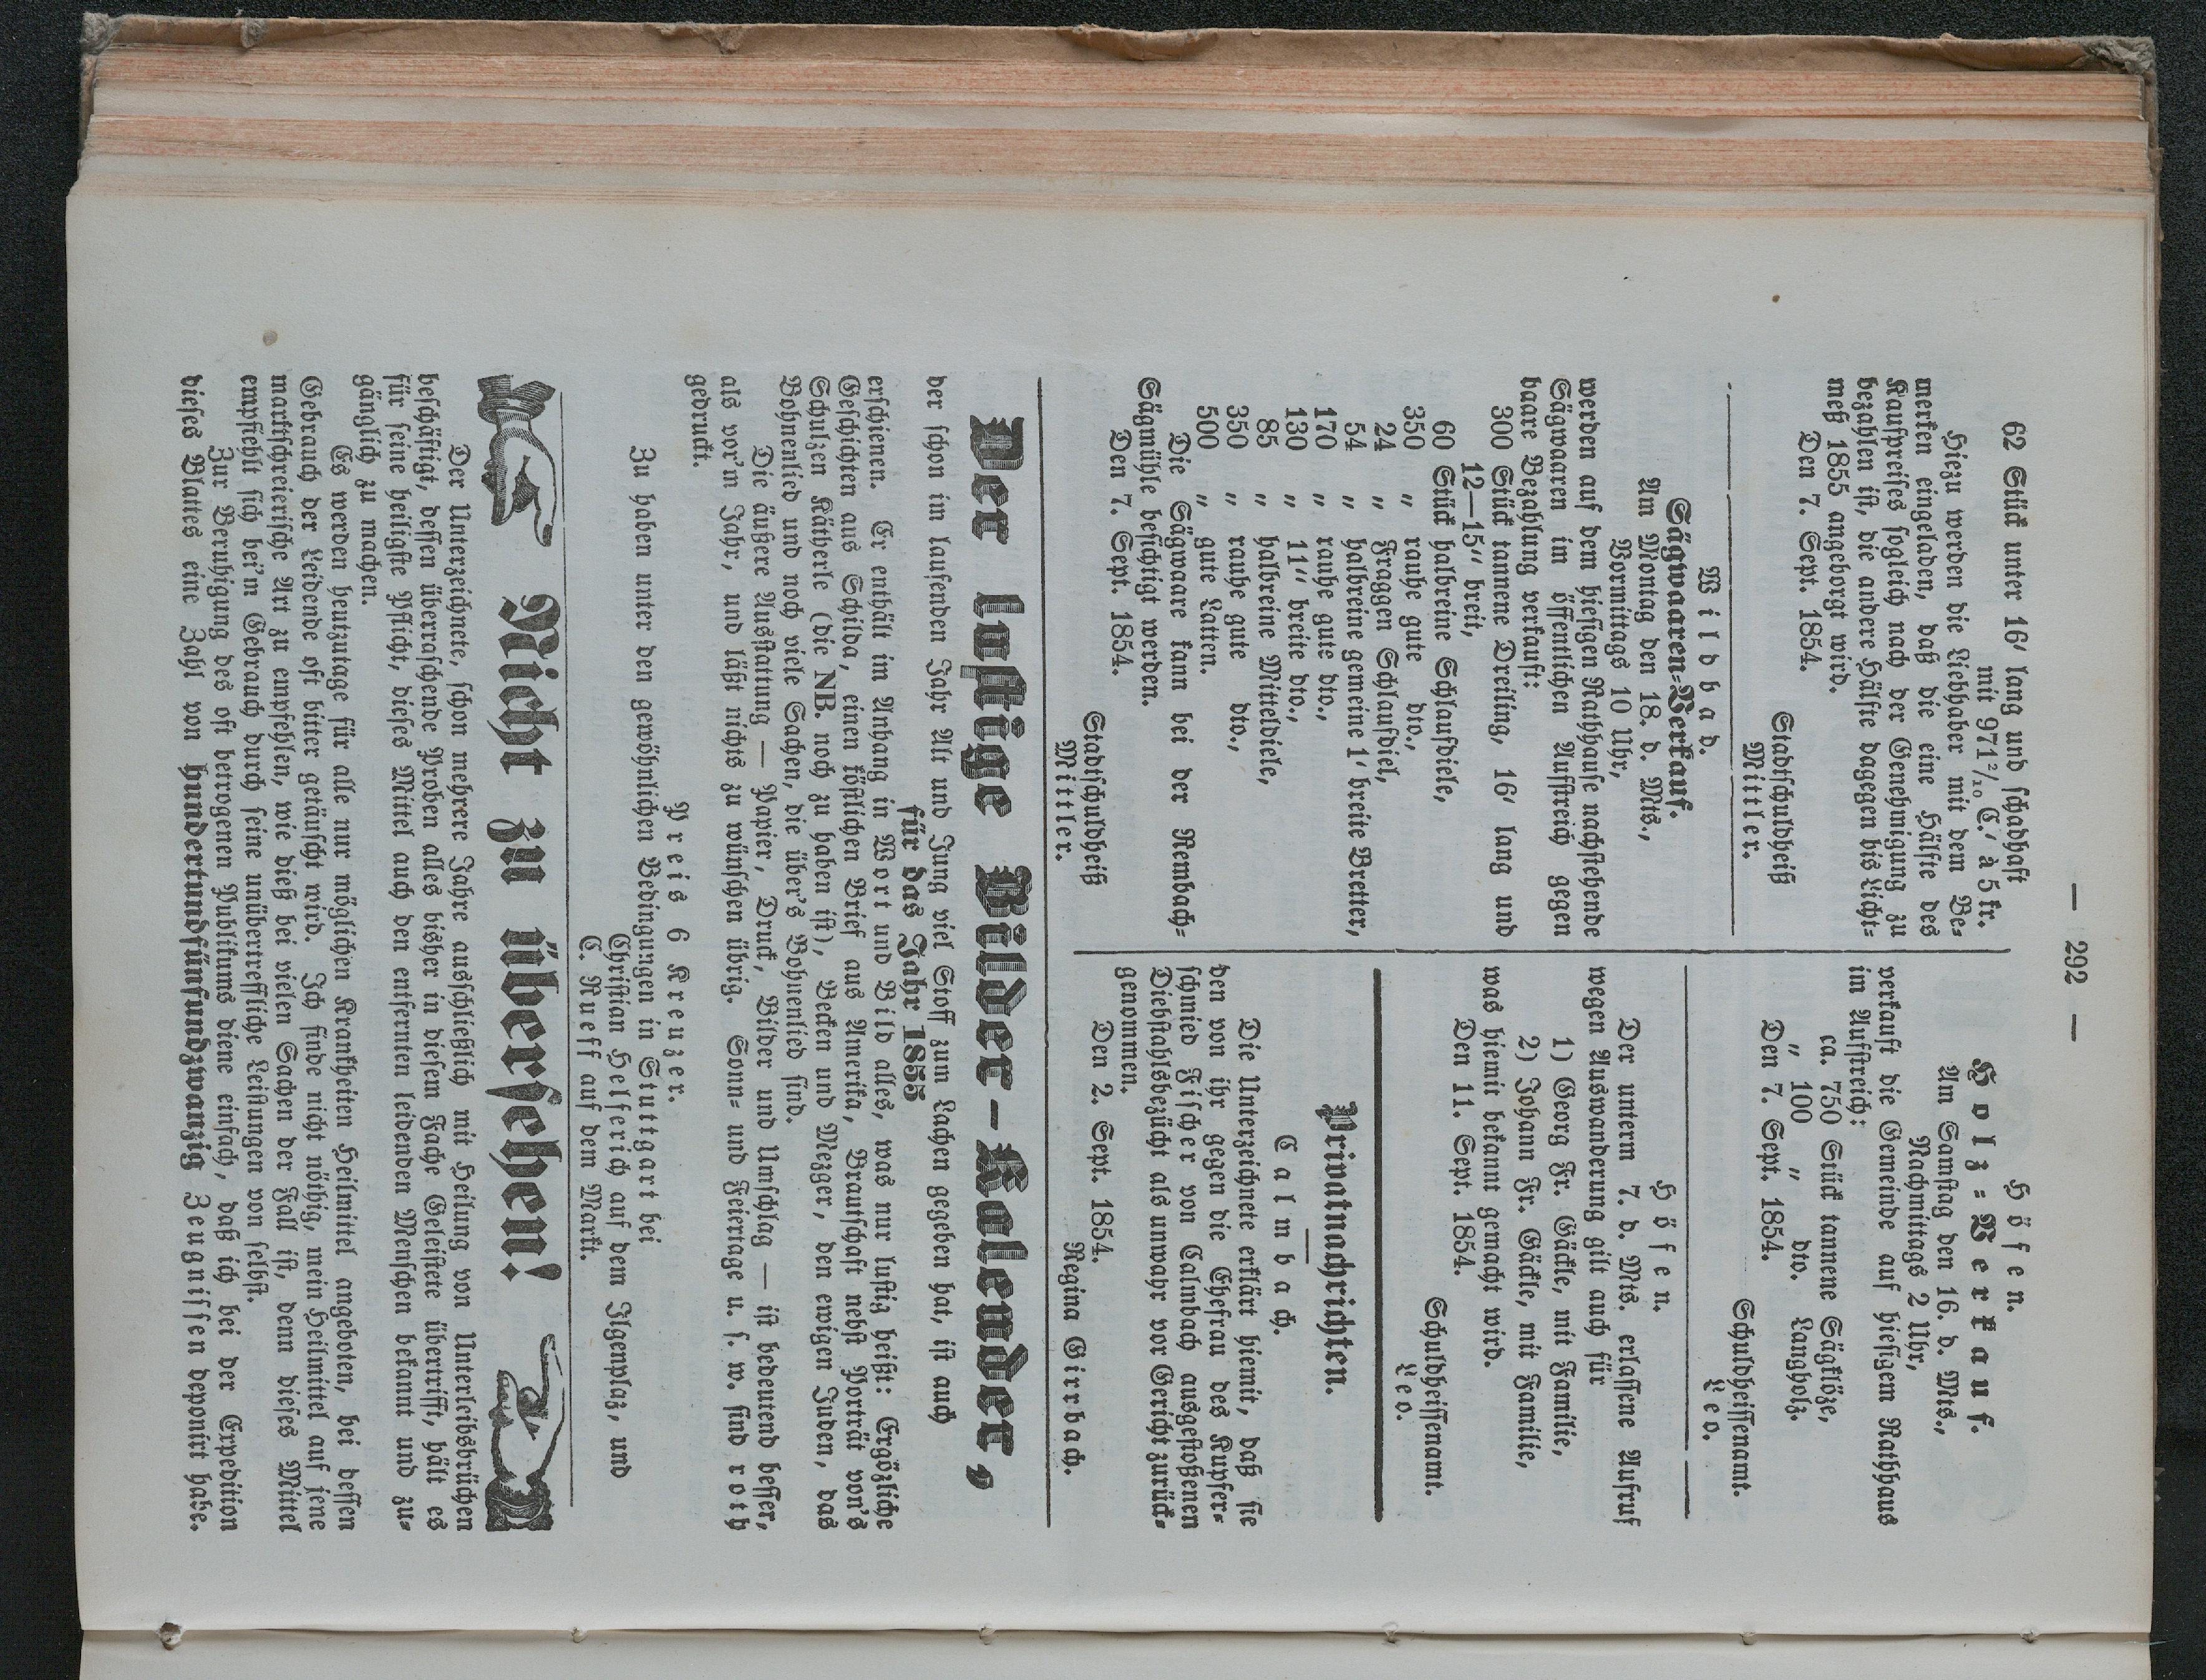 — 292 —
62 Stück unter 16' lang und schadhaft
mit 971²/₁₀ C.' à 5 kr.
Hiezu werden die Liebhaber mit dem Be-
merken eingeladen, daß die eine Hälfte des
Kaufpreises sogleich nach der Genehmigung zu
bezahlen ist, die andere Hälfte dagegen bis Licht-
meß 1855 angeborgt wird.
Den 7. Sept. 1854.
Stadtschuldheiß
Mittler.
Wildbad.
Sägwaaren-Verkauf.
Am Montag den 18. d. Mts.,
Vormittags 10 Uhr,
werden auf dem hiesigen Rathhause nachstehende
Sägwaaren im öffentlichen Aufstreich gegen
baare Bezahlung verkauft:
300 Stück tannene Dreiling, 16' lang und
12—15" breit,
60 Stück halbreine Schlaufdiele,
350 " rauhe gute dto.,
24 " Fraggen Schlaufdiel,
54 " halbreine gemeine 1' breite Bretter,
170 " rauhe gute dto.,
130 " 11" breite dto.,
85 " halbreine Mitteldiele,
350 " rauhe gute dto.,
500 " gute Latten.
Die Sägwaare kann bei der Rembach-
Sägmühle besichtigt werden.
Den 7. Sept. 1854.
Stadtschuldheiß
Mittler.
Höfen.
Holz-Verkauf.
Am Samstag den 16. d. Mts.,
Nachmittags 2 Uhr,
verkauft die Gemeinde auf hiesigem Rathhaus
im Aufstreich:
ca. 750 Stück tannene Sägklöze,
" 100 " dto. Langholz.
Den 7. Sept. 1854.
Schuldheissenamt.
Leo.
Höfen.
Der unterm 7. d. Mts. erlassene Aufruf
wegen Auswanderung gilt auch für
1) Georg Fr. Gäckle, mit Familie,
2) Johann Fr. Gäckle, mit Familie,
was hiemit bekannt gemacht wird.
Den 11. Sept. 1854.
Schuldheissenamt.
Leo.
Privatnachrichten.
Calmbach.
Die Unterzeichnete erklärt hiemit, daß sie
den von ihr gegen die Ehefrau des Kupfer-
schmied Fischer von Calmbach ausgestoßenen
Diebstahlsbezücht als unwahr vor Gericht zurück-
genommen.
Den 2. Sept. 1854.
Regina Girrbach.
Der lustige Bilder-Kalender,
für das Jahr 1855
der schon im laufenden Jahr Alt und Jung viel Stoff zum Lachen gegeben hat, ist auch
erschienen. Er enthält im Anhang in Wort und Bild alles, was nur lustig heißt: Ergözliche
Geschichten aus Schilda, einen köstlichen Brief aus Amerika, Brautschaft nebst Porträt von's
Schulzen Kätherle (die NB. noch zu haben ist), Becken und Mezger, den ewigen Juden, das
Bohnenlied und noch viele Sachen, die über's Bohnenlied sind.
Die äußere Ausstattung — Papier, Druck, Bilder und Umschlag — ist bedeutend besser,
als vor'm Jahr, und läßt nichts zu wünschen übrig. Sonn- und Feiertage u. s. w. sind roth
gedruckt.
Preis 6 Kreuzer.
Zu haben unter den gewöhnlichen Bedingungen in Stuttgart bei
Christian Helferich auf dem Ilgenplaz, und
C. Rueff auf dem Markt.
Nicht zu übersehen!
Der Unterzeichnete, schon mehrere Jahre ausschließlich mit Heilung von Unterleibsbrüchen
beschäftigt, dessen überraschende Proben alles bisher in diesem Fache Geleistete übertrifft, hält es
für seine heiligste Pflicht, dieses Mittel auch den entfernten leidenden Menschen bekannt und zu-
gänglich zu machen.
Es werden heutzutage für alle nur möglichen Krankheiten Heilmittel angeboten, bei dessen
Gebrauch der Leidende oft bitter getäuscht wird. Ich finde nicht nöthig, mein Heilmittel auf jene
marktschreierische Art zu empfehlen, wie dieß bei vielen Sachen der Fall ist, denn dieses Mittel
empfiehlt sich bei'm Gebrauch durch seine unübertreffliche Leistungen von selbst.
Zur Beruhigung des oft betrogenen Publikums diene einfach, daß ich bei der Expedition
dieses Blattes eine Zahl von hundertundfünfundzwanzig Zeugnissen deponirt habe.